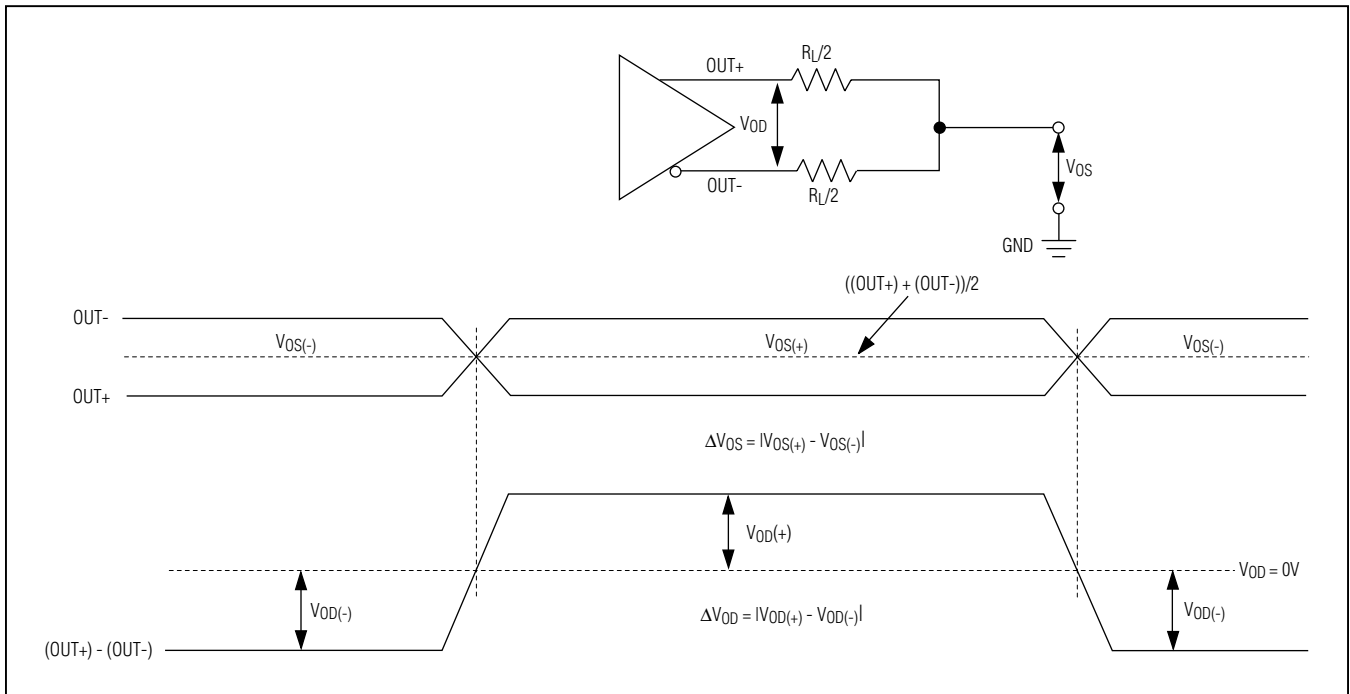 OUT+
RL/2
VOD
OUT-
RL/2
VOS
GND
((OUT+) + (OUT-))/2
OUT-
VOS(-)
VOS(+)
VOS(-)
OUT+
ΔVOS = |VOS(+) - VOS(-)|
VOD(+)
VOD = 0V
VOD(-)
ΔVOD = |VOD(+) - VOD(-)|
VOD(-)
(OUT+) - (OUT-)